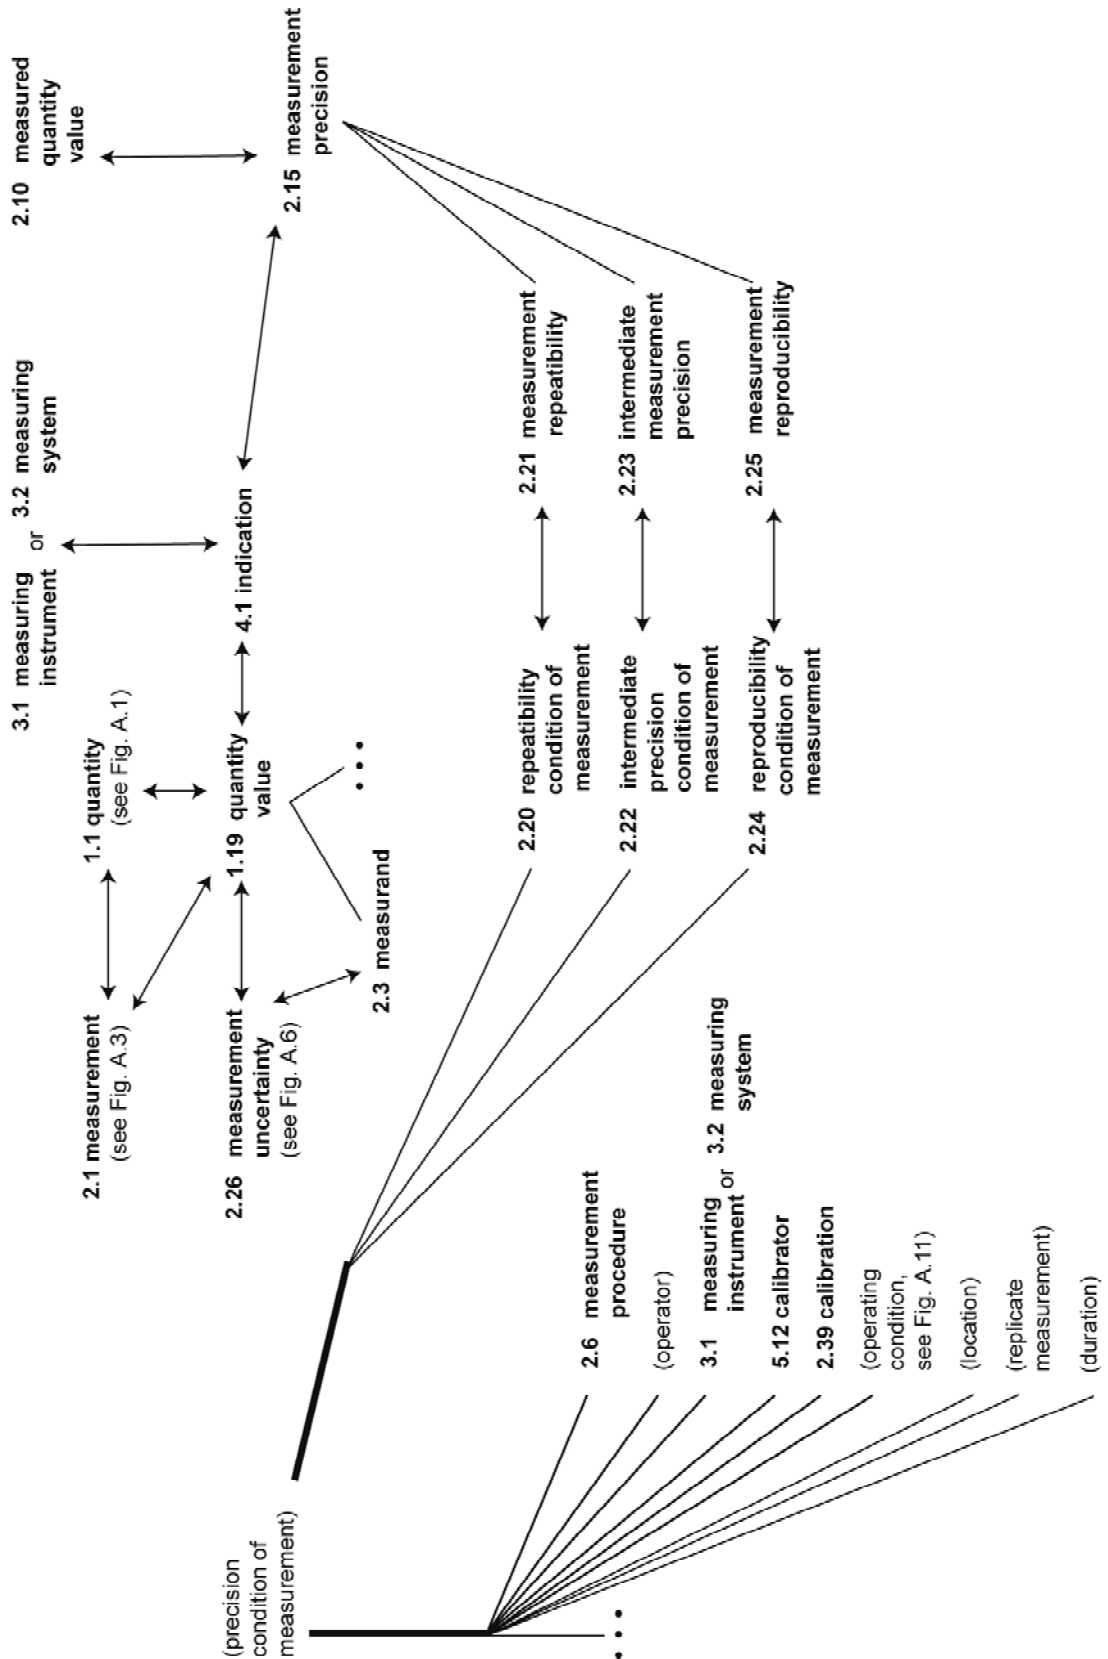 2.1 measurement
(see Fig. A.3)
1.1 quantity
(see Fig. A.1)
3.1 measuring
instrument
or
3.2 measuring
system
2.10 measured
quantity
value
2.26 measurement
uncertainty
(see Fig. A.6)
1.19 quantity
value
4.1 indication
2.15 measurement
precision
2.3 measurand
• • •
(precision
condition of
measurement)
2.20 repeatibility
condition of
measurement
2.21 measurement
repeatibility
2.22 intermediate
precision
condition of
measurement
2.23 intermediate
measurement
precision
2.24 reproducibility
condition of
measurement
2.25 measurement
reproducibility
• • •
2.6 measurement
procedure
(operator)
3.1 measuring
instrument
or
3.2 measuring
system
5.12 calibrator
2.39 calibration
(operating
condition,
see Fig. A.11)
(location)
(replicate
measurement)
(duration)